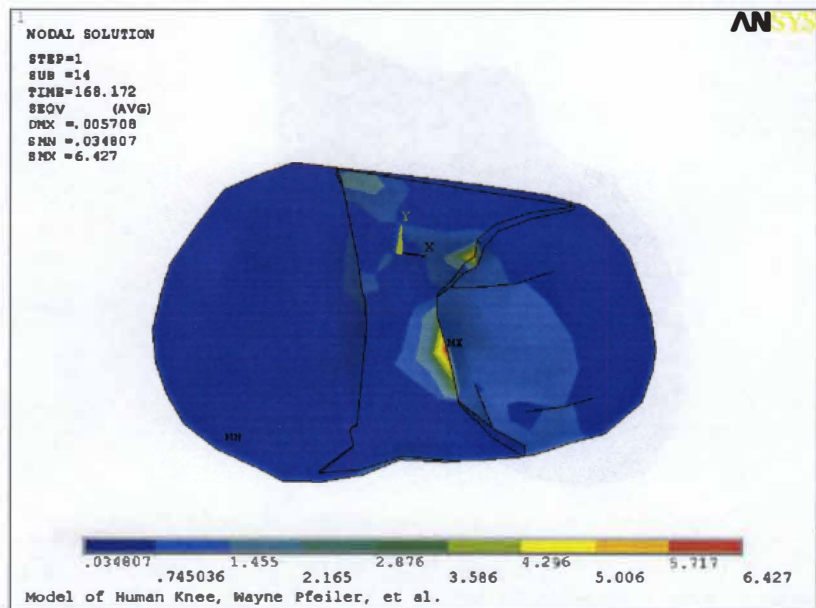 1
ANSYS
NODAL SOLUTION
STEP=1
SUB =14
TIME=168.172
SEQV (AVG)
DMX =.005708
SMN =.034807
SMX =6.427
Y
X
MX
MN
.034807 1.455 2.876 4.296 5.717
.745036 2.165 3.586 5.006 6.427
Model of Human Knee, Wayne Pfeiler, et al.